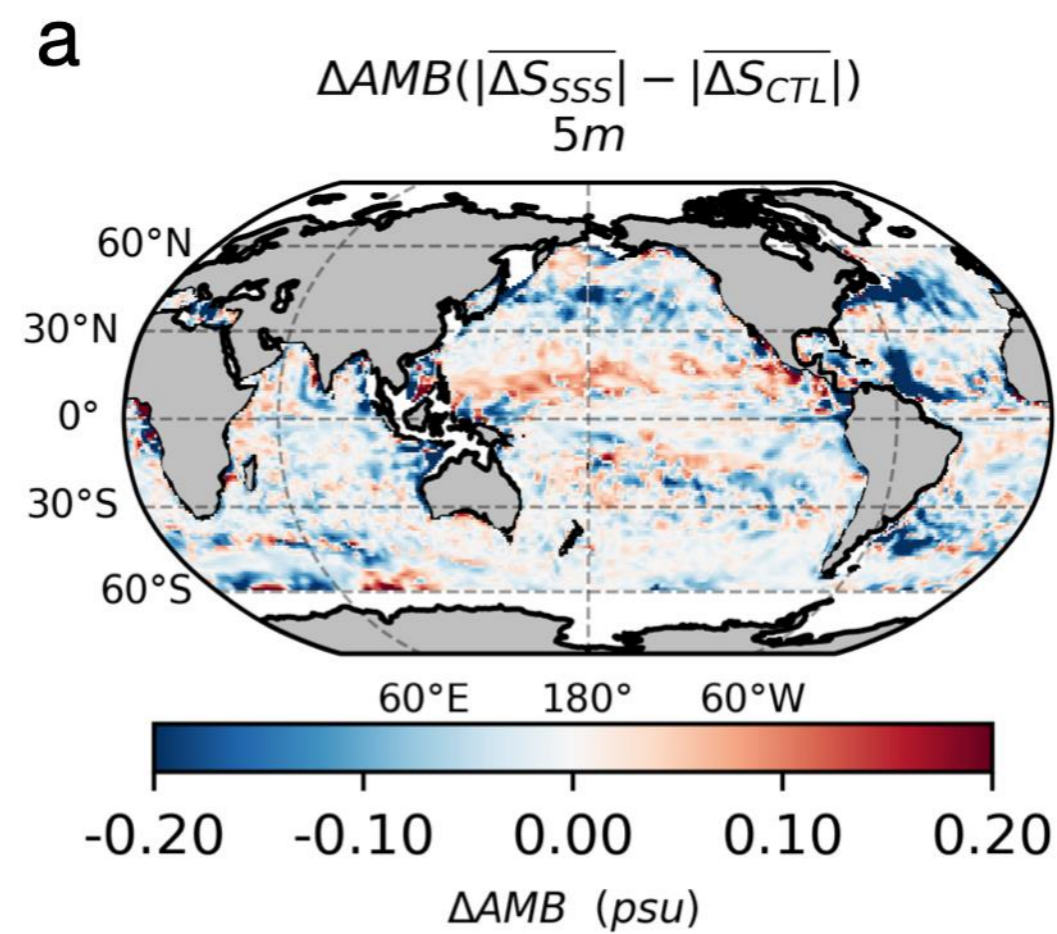 a
ΔAMB(|ΔS_SSS| − |ΔS_CTL|)
5m
60°N
30°N
0°
30°S
60°S
60°E 180° 60°W
-0.20 -0.10 0.00 0.10 0.20
ΔAMB (psu)